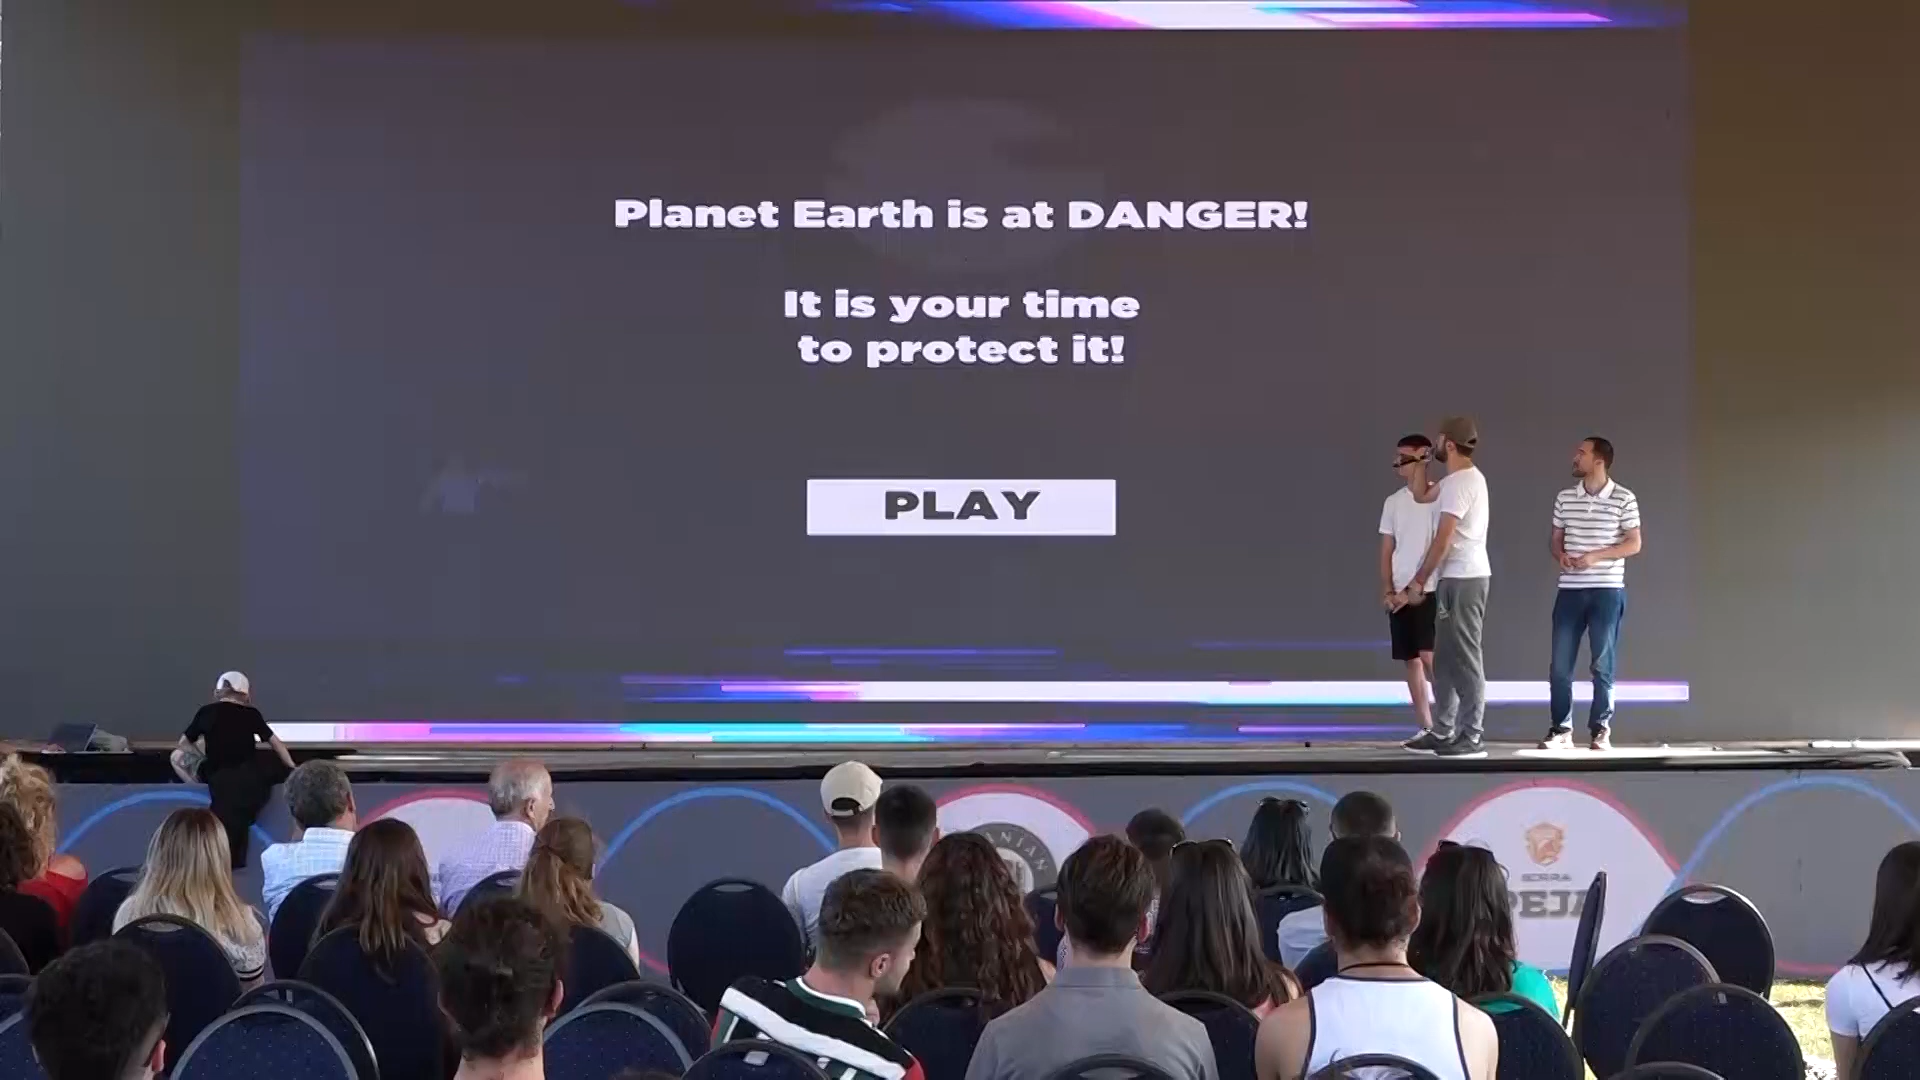 Planet Earth is at DANGER!
It is your time
to protect it!
PLAY
PEJA